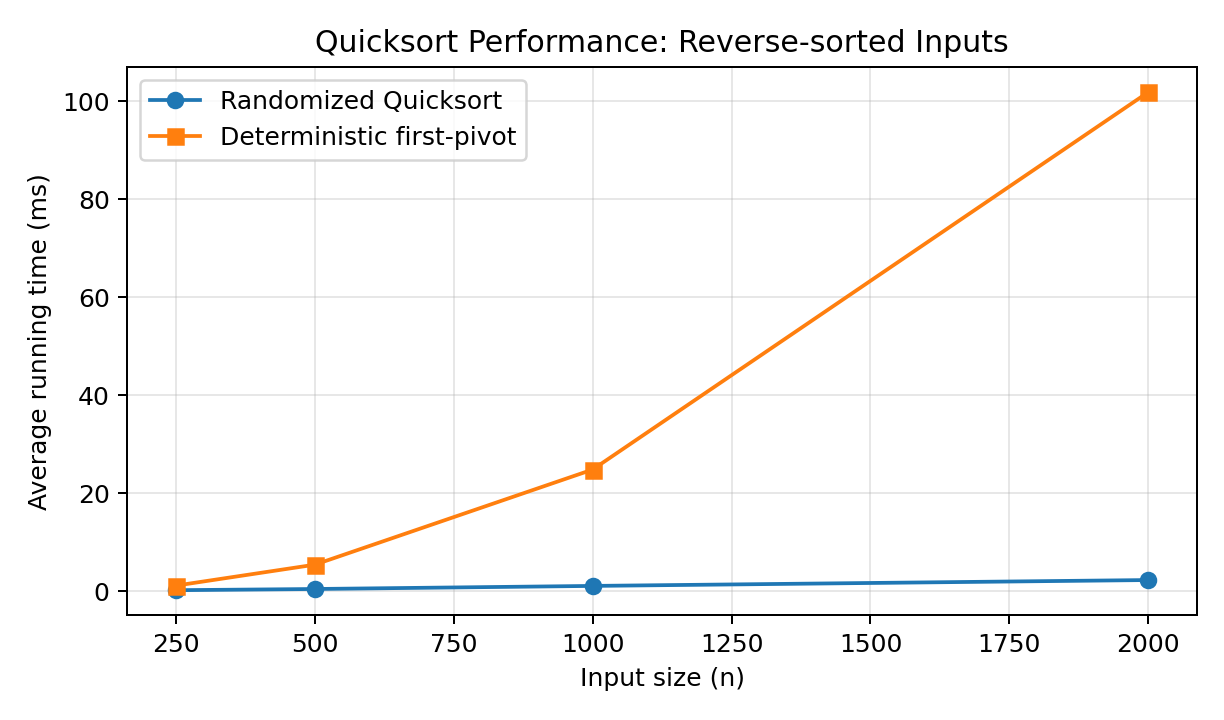 Quicksort Performance: Reverse-sorted Inputs
Randomized Quicksort
Deterministic first-pivot
Average running time (ms)
100
80
60
40
20
0
250 500 750 1000 1250 1500 1750 2000
Input size (n)